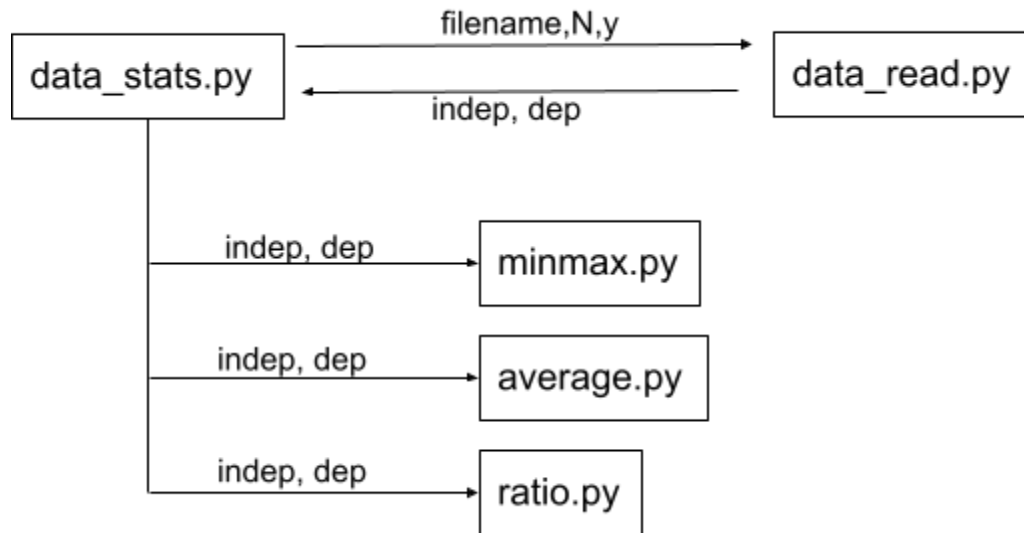 filename,N,y
data_stats.py
data_read.py
indep, dep
indep, dep
minmax.py
indep, dep
average.py
indep, dep
ratio.py